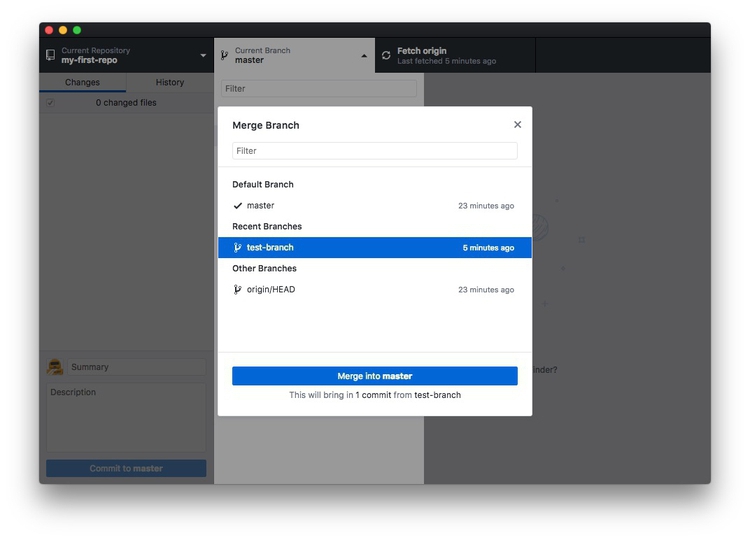 Current Repository
my-first-repo
Current Branch
master
Fetch origin
Last fetched 5 minutes ago
Changes
History
Filter
0 changed files
Merge Branch
Filter
Default Branch
master
23 minutes ago
Recent Branches
test-branch
5 minutes ago
Other Branches
origin/HEAD
23 minutes ago
Merge into master
This will bring in 1 commit from test-branch
inder?
Summary
Description
Commit to master